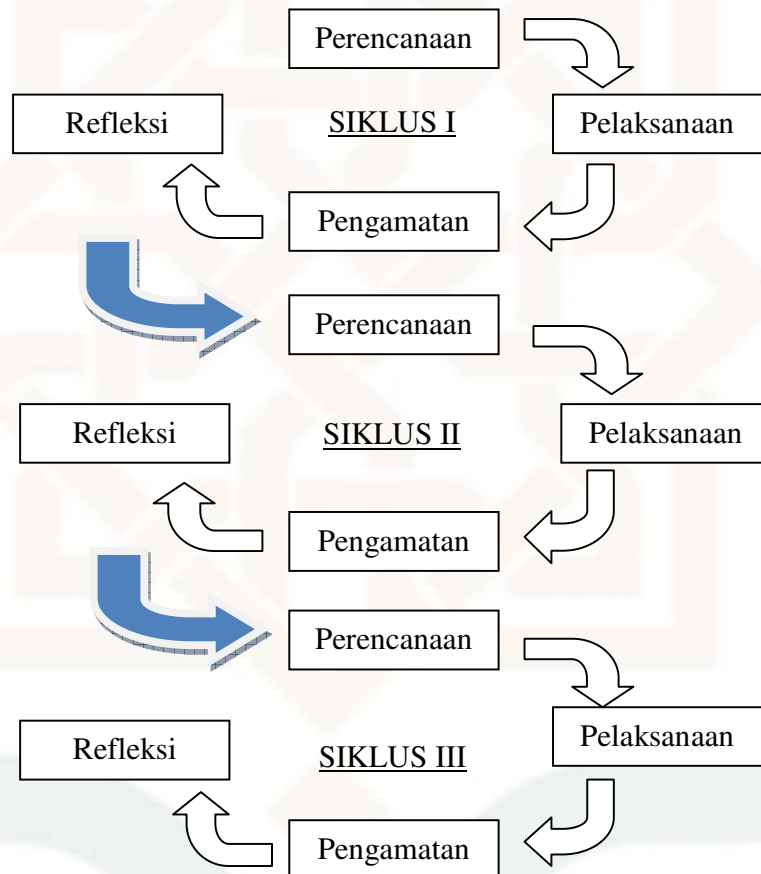 Perencanaan
Refleksi
SIKLUS I
Pelaksanaan
Pengamatan
Perencanaan
Refleksi
SIKLUS II
Pelaksanaan
Pengamatan
Perencanaan
Refleksi
SIKLUS III
Pelaksanaan
Pengamatan